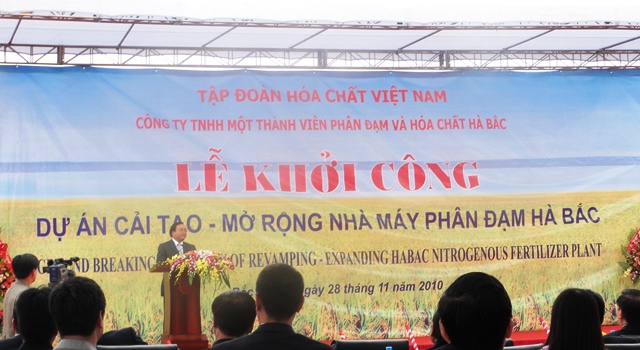 TẬP ĐOÀN HÓA CHẤT VIỆT NAM
CÔNG TY TNHH MỘT THÀNH VIÊN PHÂN ĐẠM VÀ HÓA CHẤT HÀ BẮC
LỄ KHỞI CÔNG
DỰ ÁN CẢI TẠO - MỞ RỘNG NHÀ MÁY PHÂN ĐẠM HÀ BẮC
BREAKING OF REVAMPING - EXPANDING HABAC NITROGENOUS FERTILIZER PLANT
ngày 28 tháng 11 năm 2010